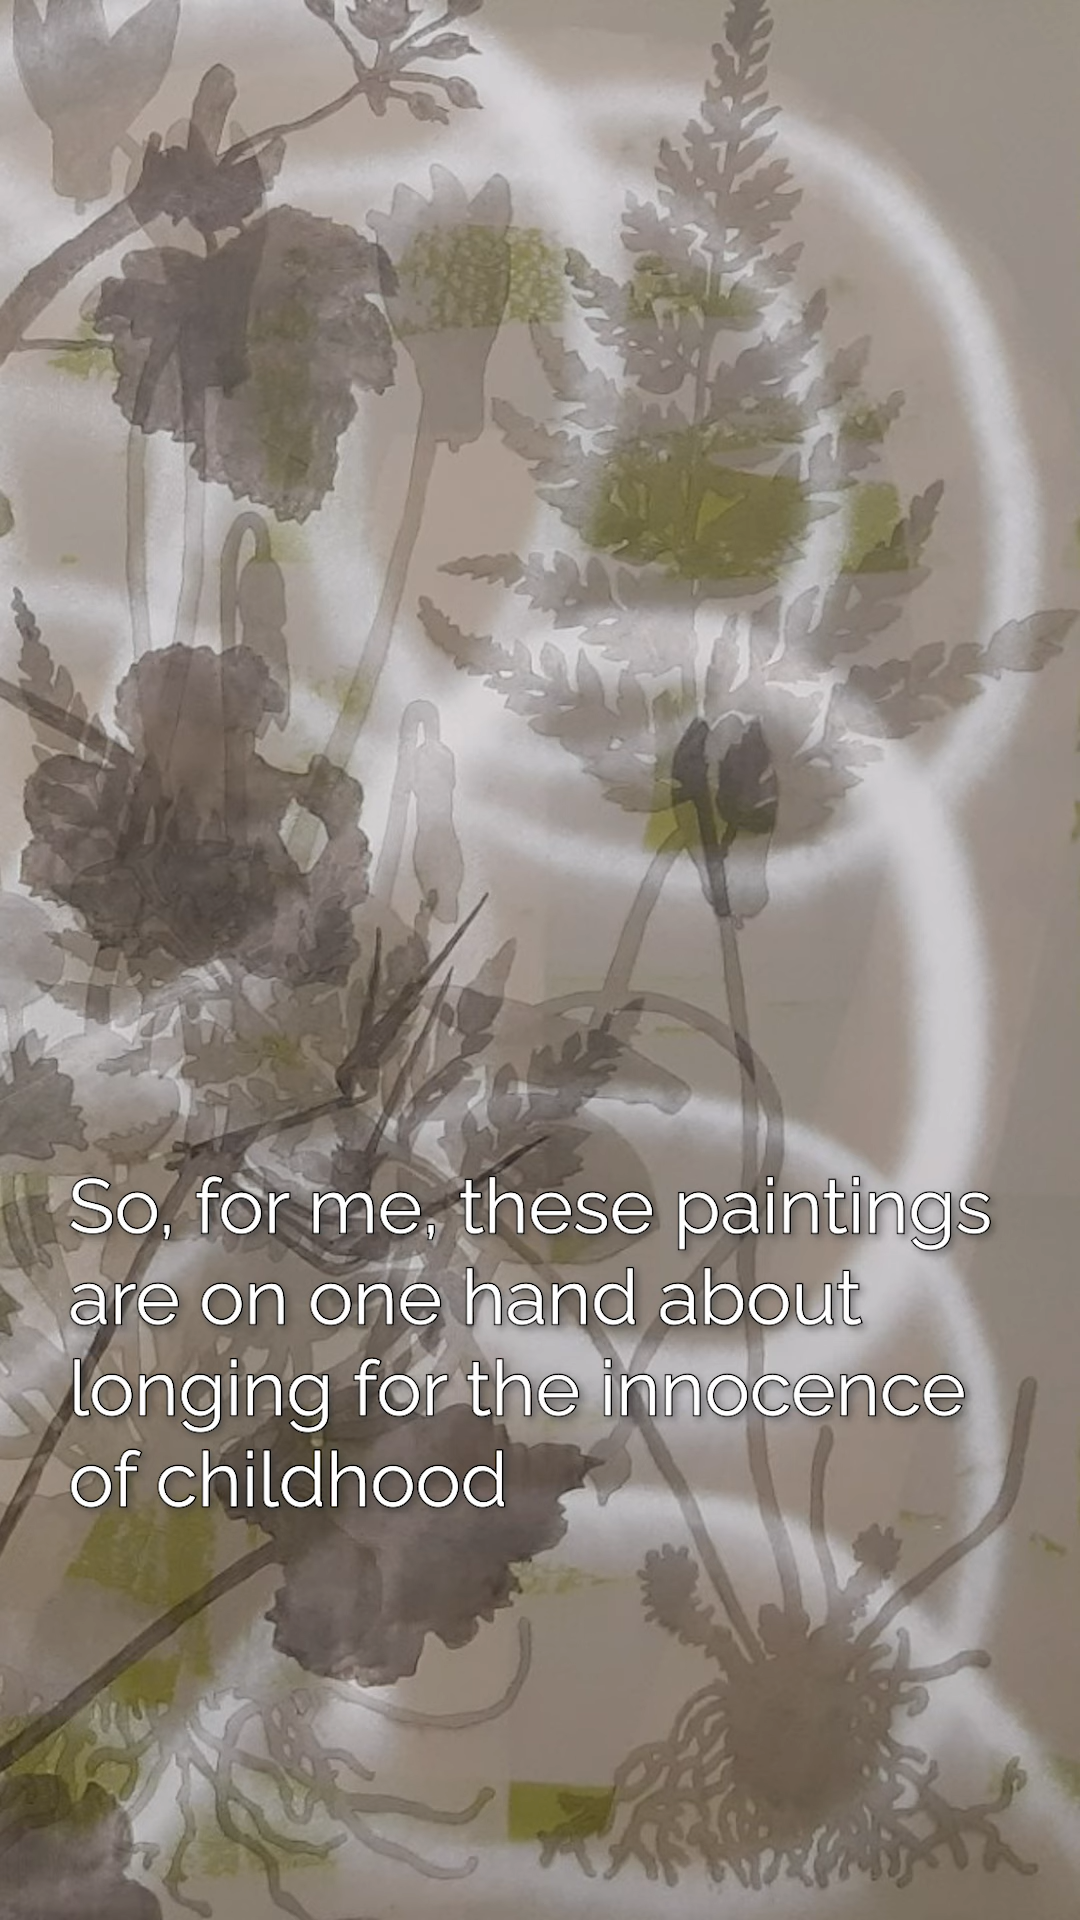 So, for me, these paintings
are on one hand about
longing for the innocence
of childhood